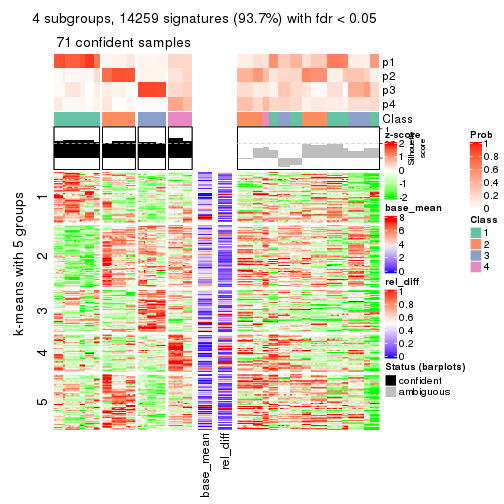 4 subgroups, 14259 signatures (93.7%) with fdr < 0.05
71 confident samples
p1
p2
p3
p4
Class
1
Silhouette
score
k-means with 5 groups
1
2
3
4
5
base_mean
rel_diff
z-score
2
1
0
-1
-2
base_mean
8
6
4
2
0
rel_diff
1
0.8
0.6
0.4
0.2
0
Status (barplots)
confident
ambiguous
Prob
1
0.8
0.6
0.4
0.2
0
Class
1
2
3
4